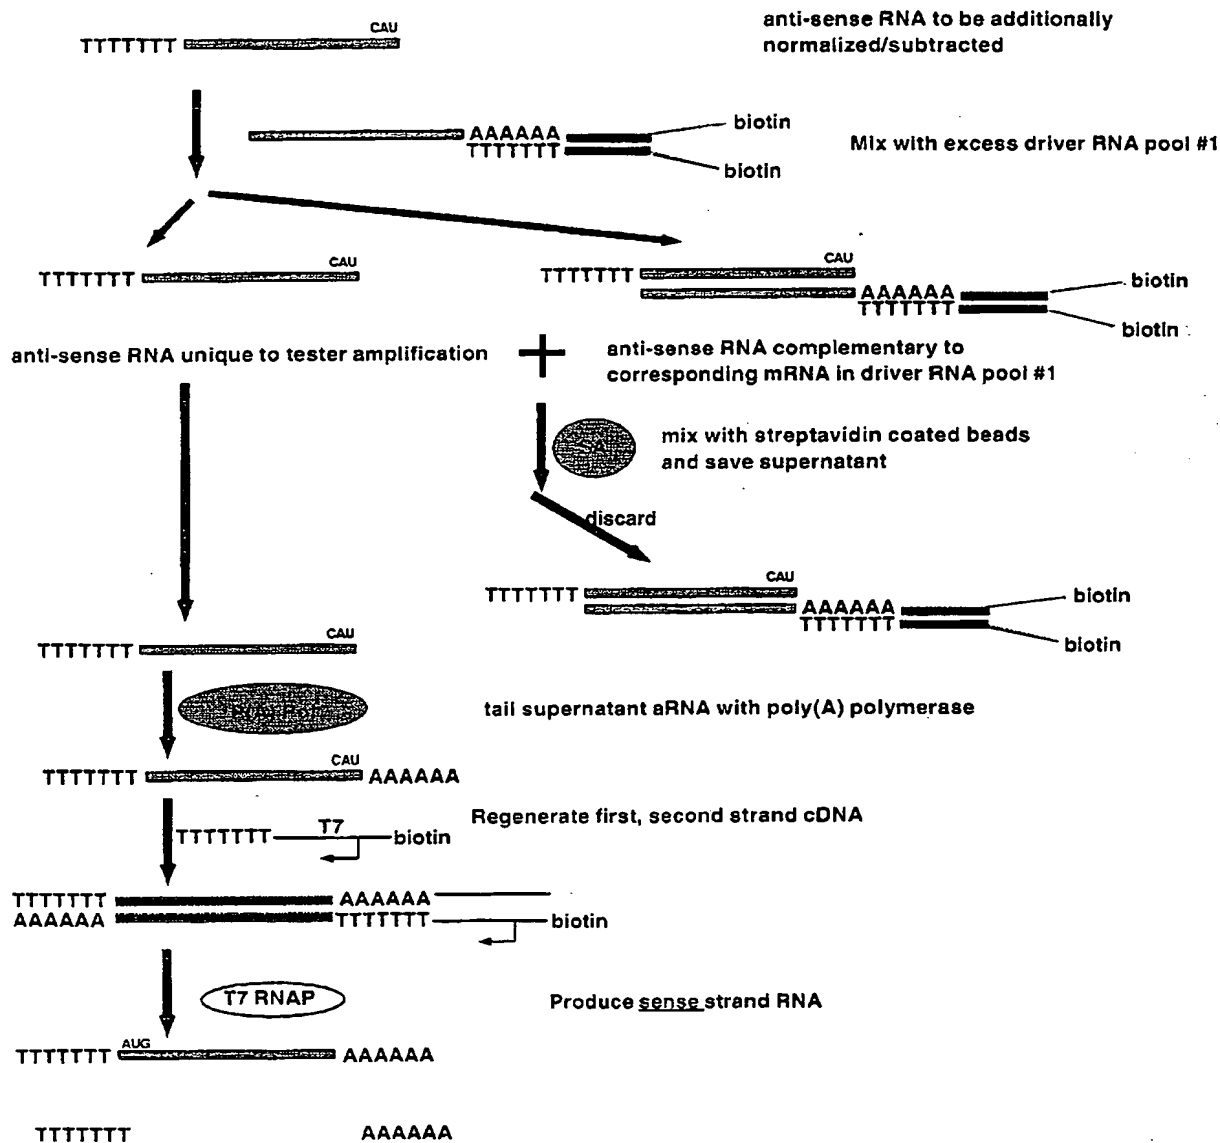 CAU
TTTTTTT
anti-sense RNA to be additionally
normalized/subtracted
AAAAAA
TTTTTTT
biotin
biotin
Mix with excess driver RNA pool #1
TTTTTTT
CAU
TTTTTTT
CAU
AAAAAA
TTTTTTT
biotin
biotin
anti-sense RNA unique to tester amplification
+
anti-sense RNA complementary to
corresponding mRNA in driver RNA pool #1
mix with streptavidin coated beads
and save supernatant
discard
TTTTTTT
CAU
AAAAAA
TTTTTTT
biotin
biotin
TTTTTTT
CAU
tail supernatant aRNA with poly(A) polymerase
TTTTTTT
CAU
AAAAAA
Regenerate first, second strand cDNA
TTTTTTT
T7
biotin
TTTTTTT
AAAAAA
AAAAAA
TTTTTTT
biotin
T7 RNAP
Produce sense strand RNA
TTTTTTT
AUG
AAAAAA
TTTTTTT
AAAAAA